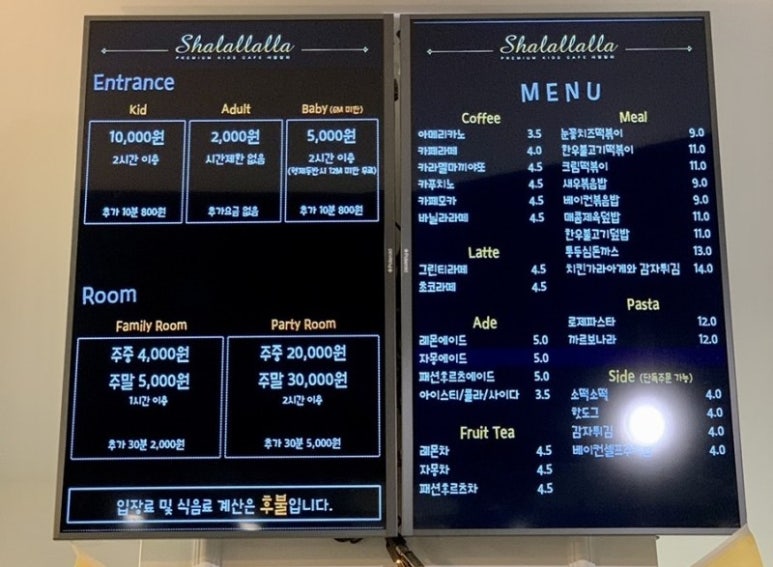 Shalallalla
PREMIUM KIDS CAFE
Entrance
Kid
10,000원
2시간 이용
추가 10분 800원
Adult
2,000원
시간제한 없음
추가요금 없음
Baby (6M 미만)
5,000원
2시간 이용
추가 10분 800원
Room
Family Room
주중 4,000원
주말 5,000원
1시간 이용
추가 30분 2,000원
Party Room
주중 20,000원
주말 30,000원
2시간 이용
추가 30분 5,000원
입장료 및 식음료 계산은 후불입니다.
Shalallalla
PREMIUM KIDS CAFE
MENU
Coffee
아메리카노 3.5
카페라떼 4.0
카라멜마끼야또 4.5
카푸치노 4.5
카페모카 4.5
바닐라라떼 4.5
Latte
그린티라떼 4.5
초코라떼 4.5
Ade
레몬에이드 5.0
자몽에이드 5.0
패션후르츠에이드 5.0
아이스티/콜라/사이다 3.5
Fruit Tea
레몬차 4.5
자몽차 4.5
패션후르츠차 4.5
Meal
눈꽃치즈떡볶이 9.0
한우불고기떡볶이 11.0
크림떡볶이 11.0
새우볶음밥 9.0
베이컨볶음밥 9.0
매콤제육덮밥 11.0
한우불고기덮밥 11.0
통등심돈까스 13.0
치킨가라아게와 감자튀김 14.0
Pasta
로제파스타 12.0
까르보나라 12.0
Side (단독주문 가능)
소떡소떡 4.0
핫도그 4.0
감자튀김 4.0
4.0